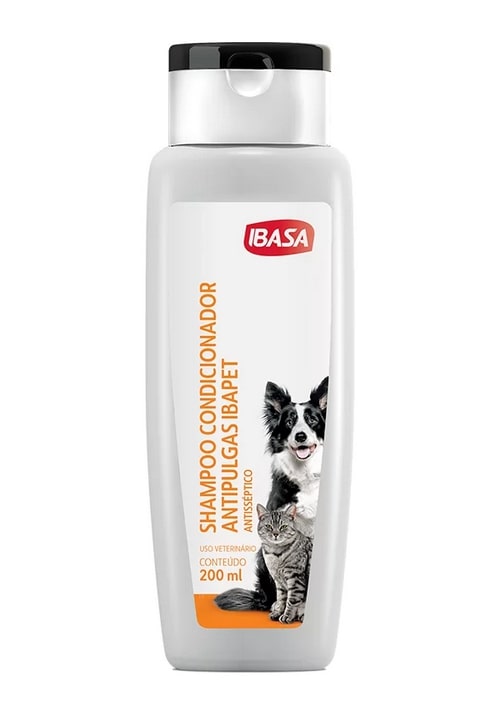 IBASA
SHAMPOO CONDICIONADOR
ANTIPULGAS IBAPET
ANTISSÉPTICO
USO VETERINÁRIO
CONTEÚDO
200 ml